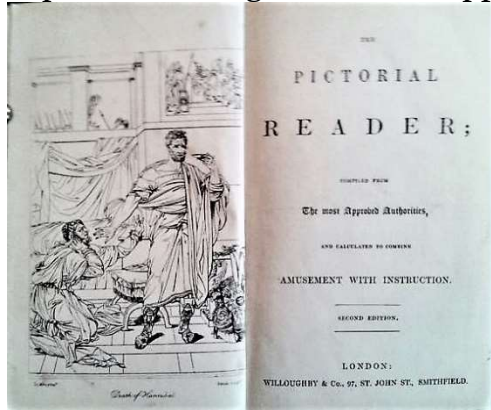 Death of Hannibal
THE
PICTORIAL
READER;
COMPILED FROM
The most Approved Authorities,
AND CALCULATED TO COMBINE
AMUSEMENT WITH INSTRUCTION.
SECOND EDITION.
LONDON:
WILLOUGHBY & Co., 97, ST. JOHN ST., SMITHFIELD.